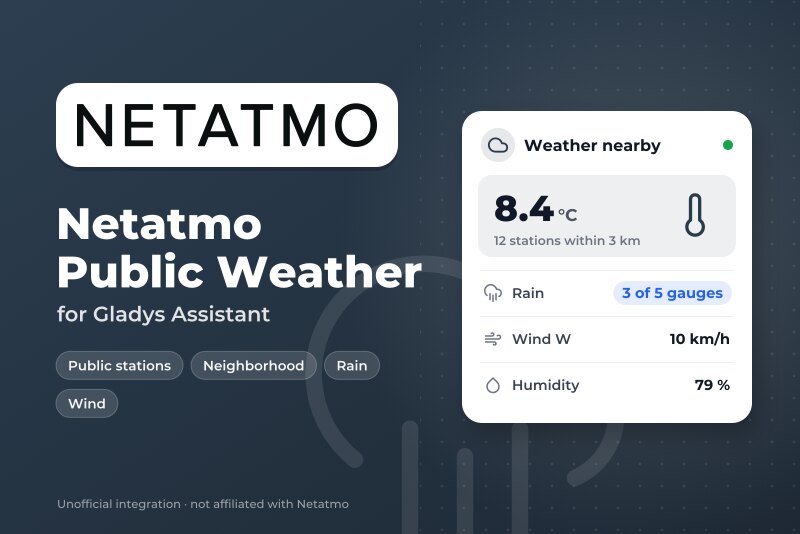 NETATMO
Netatmo
Public Weather
for Gladys Assistant
Public stations
Neighborhood
Rain
Wind
Unofficial integration · not affiliated with Netatmo
Weather nearby
8.4 °C
12 stations within 3 km
Rain 3 of 5 gauges
Wind W 10 km/h
Humidity 79 %